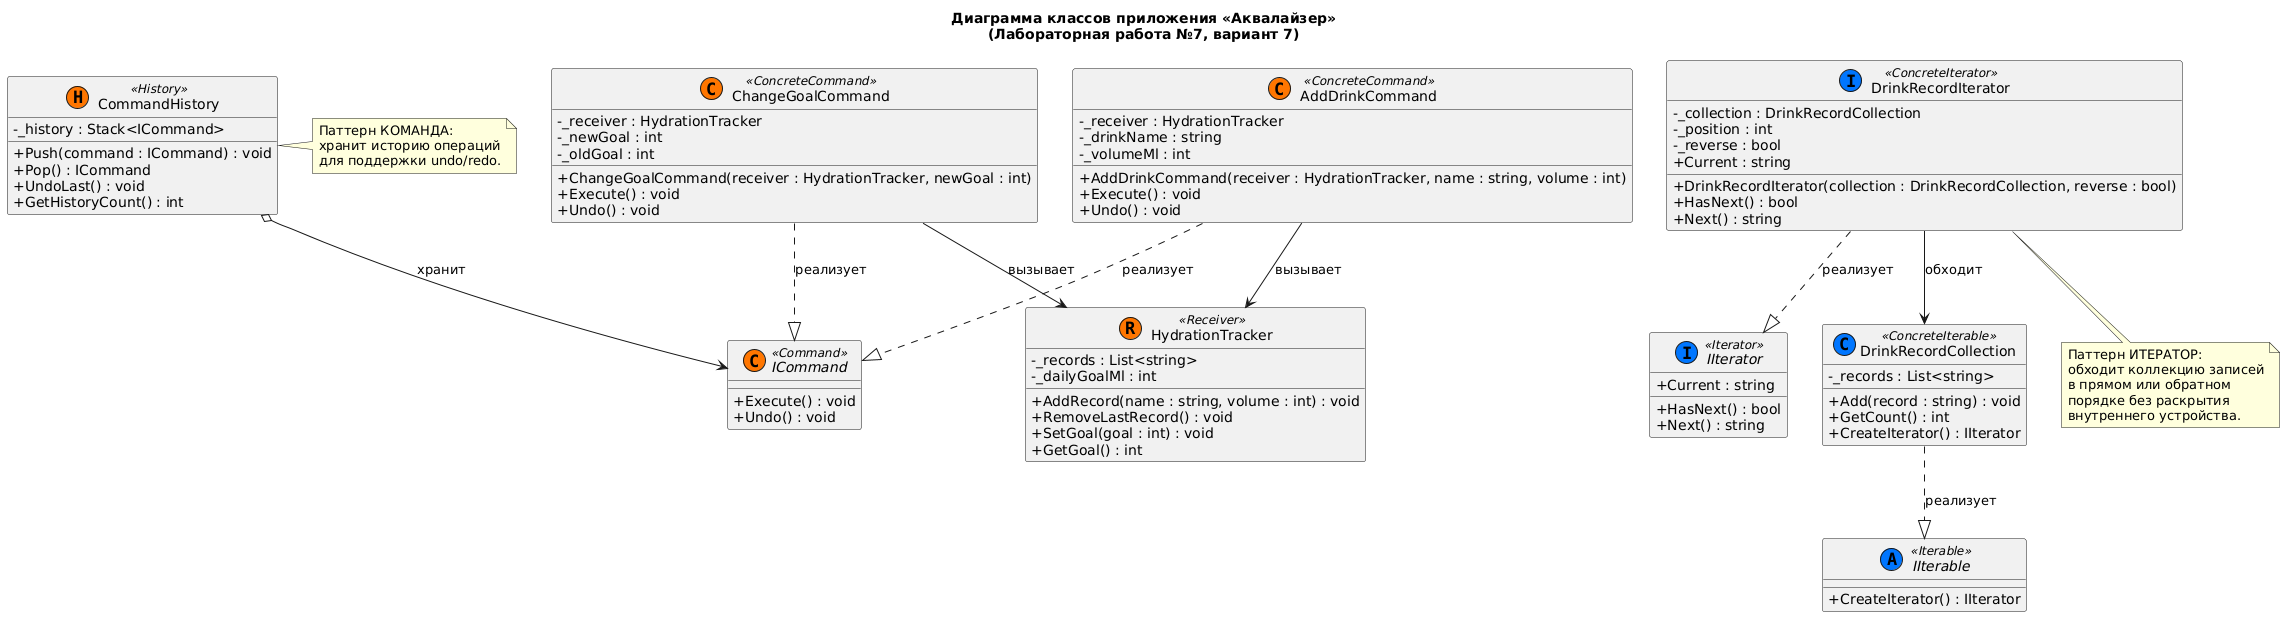 Диаграмма классов приложения «Аквалайзер»
(Лабораторная работа №7, вариант 7)
H
«History»
CommandHistory
-_history : Stack<ICommand>
+Push(command : ICommand) : void
+Pop() : ICommand
+UndoLast() : void
+GetHistoryCount() : int
Паттерн КОМАНДА:
хранит историю операций
для поддержки undo/redo.
C
«ConcreteCommand»
ChangeGoalCommand
-_receiver : HydrationTracker
-_newGoal : int
-_oldGoal : int
+ChangeGoalCommand(receiver : HydrationTracker, newGoal : int)
+Execute() : void
+Undo() : void
C
«ConcreteCommand»
AddDrinkCommand
-_receiver : HydrationTracker
-_drinkName : string
-_volumeMl : int
+AddDrinkCommand(receiver : HydrationTracker, name : string, volume : int)
+Execute() : void
+Undo() : void
I
«ConcreteIterator»
DrinkRecordIterator
-_collection : DrinkRecordCollection
-_position : int
-_reverse : bool
+Current : string
+DrinkRecordIterator(collection : DrinkRecordCollection, reverse : bool)
+HasNext() : bool
+Next() : string
хранит
реализует
вызывает
реализует
вызывает
реализует
обходит
C
«Command»
ICommand
+Execute() : void
+Undo() : void
R
«Receiver»
HydrationTracker
-_records : List<string>
-_dailyGoalMl : int
+AddRecord(name : string, volume : int) : void
+RemoveLastRecord() : void
+SetGoal(goal : int) : void
+GetGoal() : int
I
«Iterator»
IIterator
+Current : string
+HasNext() : bool
+Next() : string
C
«ConcreteIterable»
DrinkRecordCollection
-_records : List<string>
+Add(record : string) : void
+GetCount() : int
+CreateIterator() : IIterator
Паттерн ИТЕРАТОР:
обходит коллекцию записей
в прямом или обратном
порядке без раскрытия
внутреннего устройства.
реализует
A
«Iterable»
IIterable
+CreateIterator() : IIterator